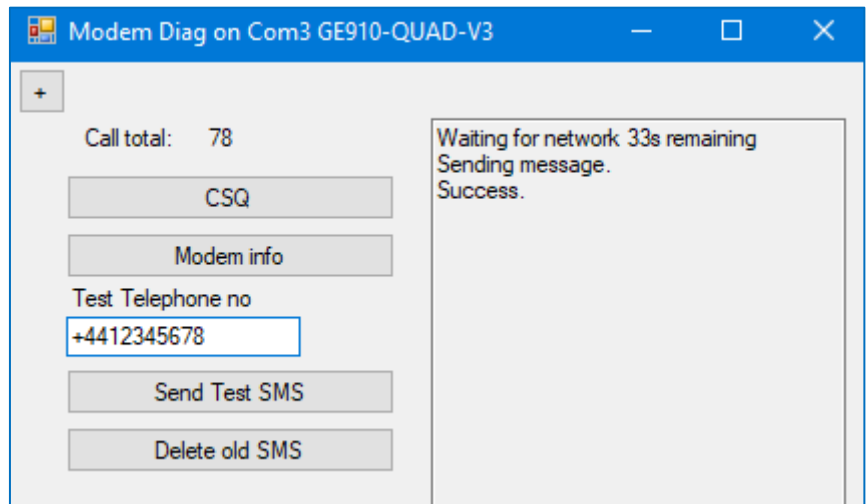 Modem Diag on Com3 GE910-QUAD-V3
+
Call total: 78
CSQ
Modem info
Test Telephone no
+4412345678
Send Test SMS
Delete old SMS
Waiting for network 33s remaining
Sending message.
Success.